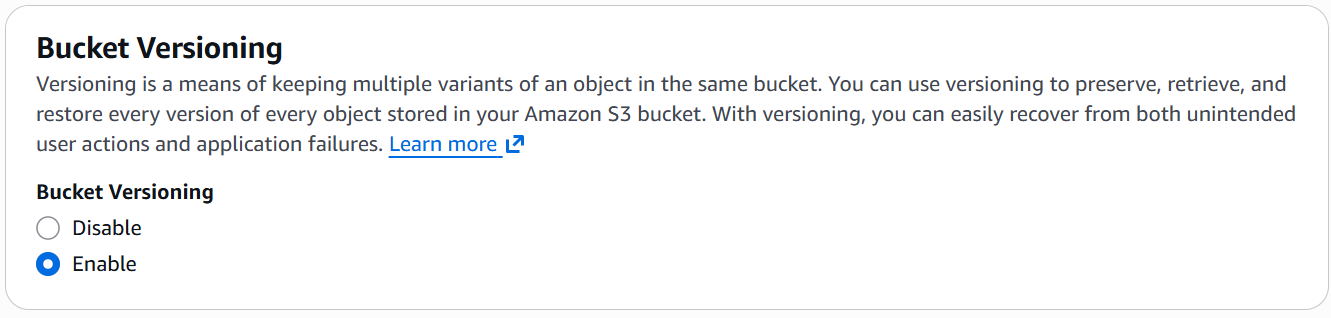 Bucket Versioning
Versioning is a means of keeping multiple variants of an object in the same bucket. You can use versioning to preserve, retrieve, and
restore every version of every object stored in your Amazon S3 bucket. With versioning, you can easily recover from both unintended
user actions and application failures. Learn more
Bucket Versioning
Disable
Enable